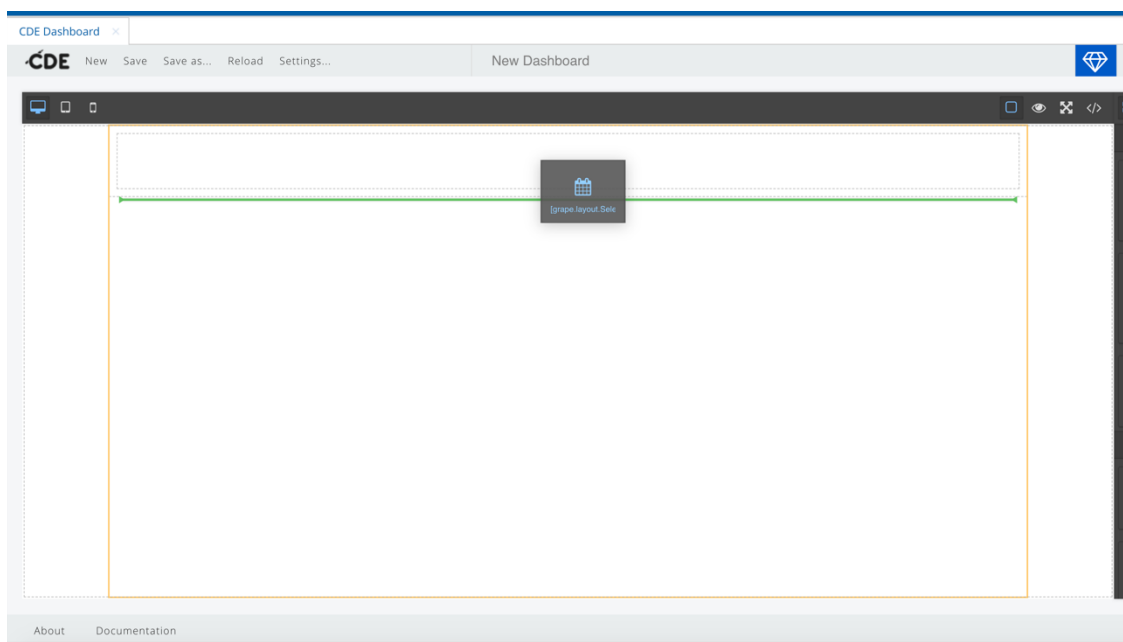 CDE Dashboard
CDE New Save Save as... Reload Settings... New Dashboard
</>
[grape.layout.Sele
About Documentation